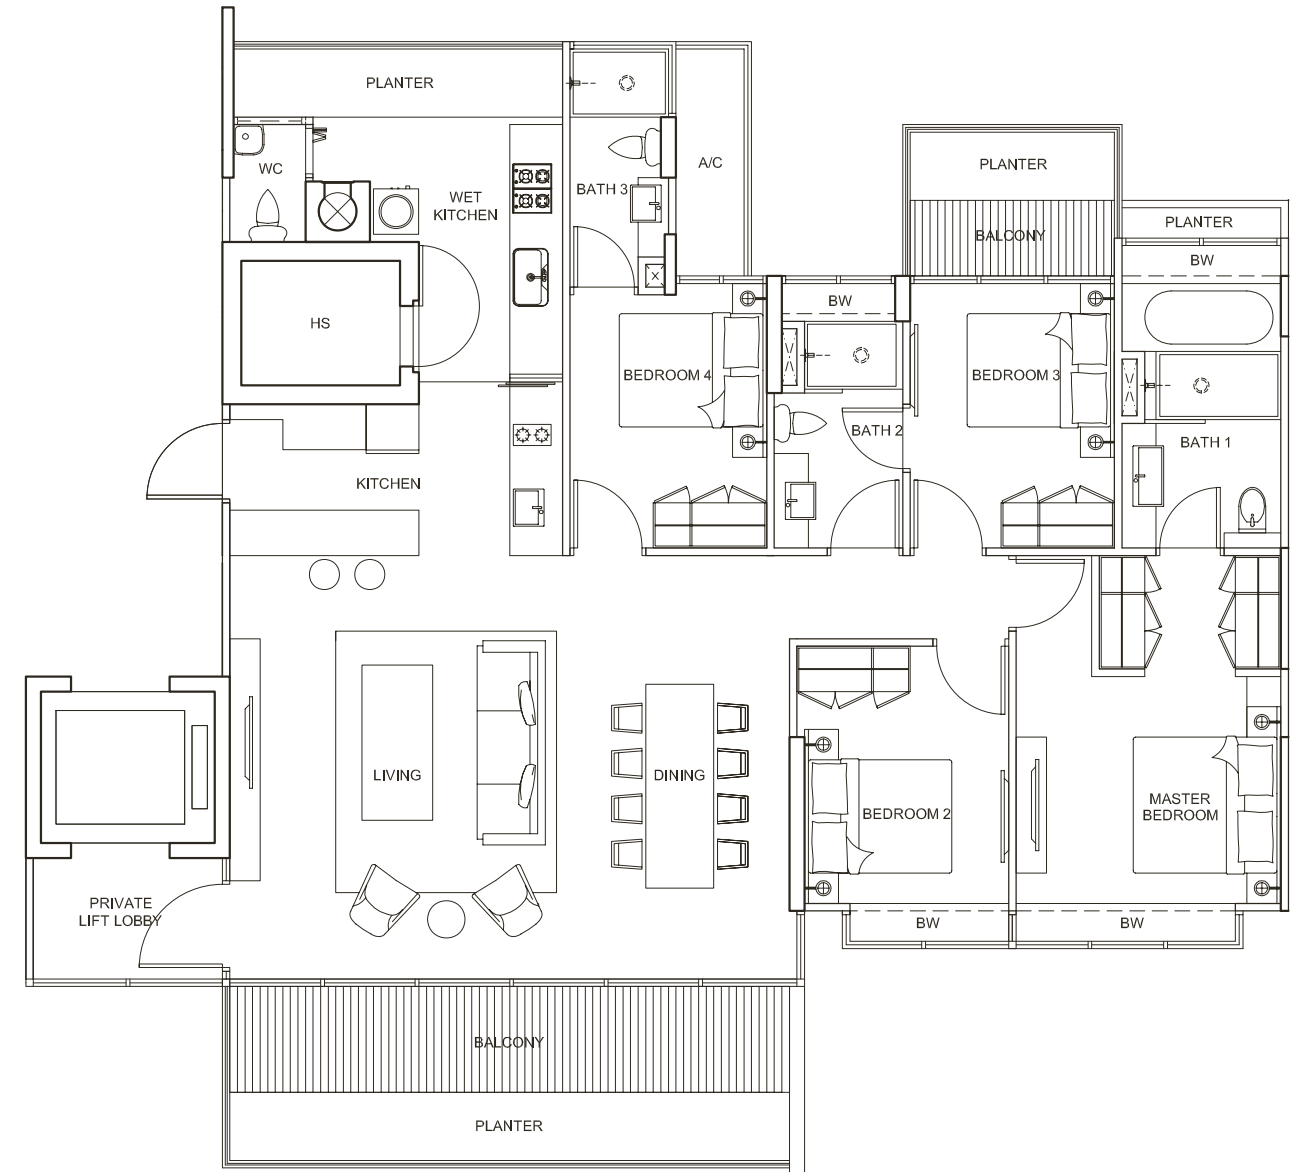 PLANTER
WC
WET
KITCHEN
BATH 3
A/C
PLANTER
BALCONY
PLANTER
BW
HS
BW
BEDROOM 4
BEDROOM 3
BATH 2
BATH 1
KITCHEN
LIVING
DINING
BEDROOM 2
MASTER
BEDROOM
PRIVATE
LIFT LOBBY
BW
BW
BALCONY
PLANTER